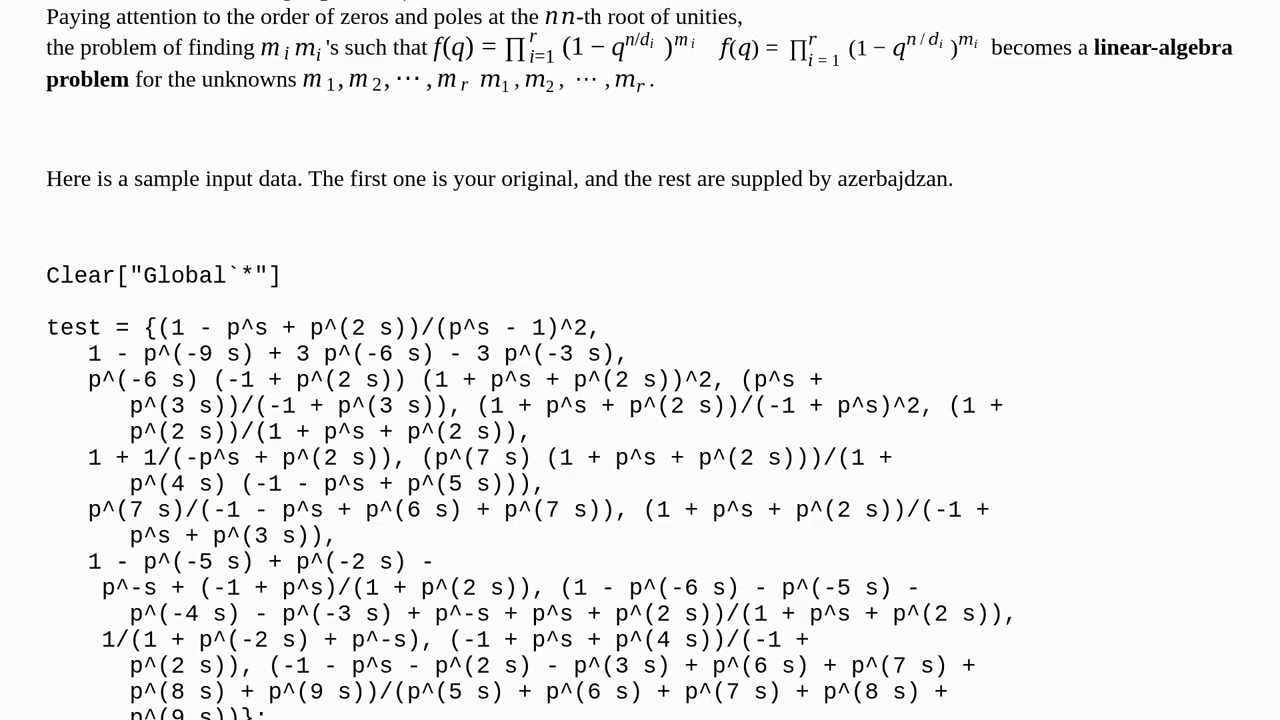 Paying attention to the order of zeros and poles at the n n-th root of unities,
the problem of finding m i mi 's such that f(q) = ∏_{i=1}^{r} (1 − q^{n/d_i})^{m_i} f(q) = ∏_{i=1}^{r} (1 − q^{n/d_i})^{m_i} becomes a linear-algebra
problem for the unknowns m 1, m 2, ⋯, m r m1, m2, ⋯, mr.
Here is a sample input data. The first one is your original, and the rest are suppled by azerbajdzan.
Clear["Global`*"]
test = {(1 - p^s + p^(2 s))/(p^s - 1)^2,
1 - p^(-9 s) + 3 p^(-6 s) - 3 p^(-3 s),
p^(-6 s) (-1 + p^(2 s)) (1 + p^s + p^(2 s))^2, (p^s +
p^(3 s))/(-1 + p^(3 s)), (1 + p^s + p^(2 s))/(-1 + p^s)^2, (1 +
p^(2 s))/(1 + p^s + p^(2 s)),
1 + 1/(-p^s + p^(2 s)), (p^(7 s) (1 + p^s + p^(2 s)))/(1 +
p^(4 s) (-1 - p^s + p^(5 s))),
p^(7 s)/(-1 - p^s + p^(6 s) + p^(7 s)), (1 + p^s + p^(2 s))/(-1 +
p^s + p^(3 s)),
1 - p^(-5 s) + p^(-2 s) -
p^-s + (-1 + p^s)/(1 + p^(2 s)), (1 - p^(-6 s) - p^(-5 s) -
p^(-4 s) - p^(-3 s) + p^-s + p^s + p^(2 s))/(1 + p^s + p^(2 s)),
1/(1 + p^(-2 s) + p^-s), (-1 + p^s + p^(4 s))/(-1 +
p^(2 s)), (-1 - p^s - p^(2 s) - p^(3 s) + p^(6 s) + p^(7 s) +
p^(8 s) + p^(9 s))/(p^(5 s) + p^(6 s) + p^(7 s) + p^(8 s) +
p^(9 s))};